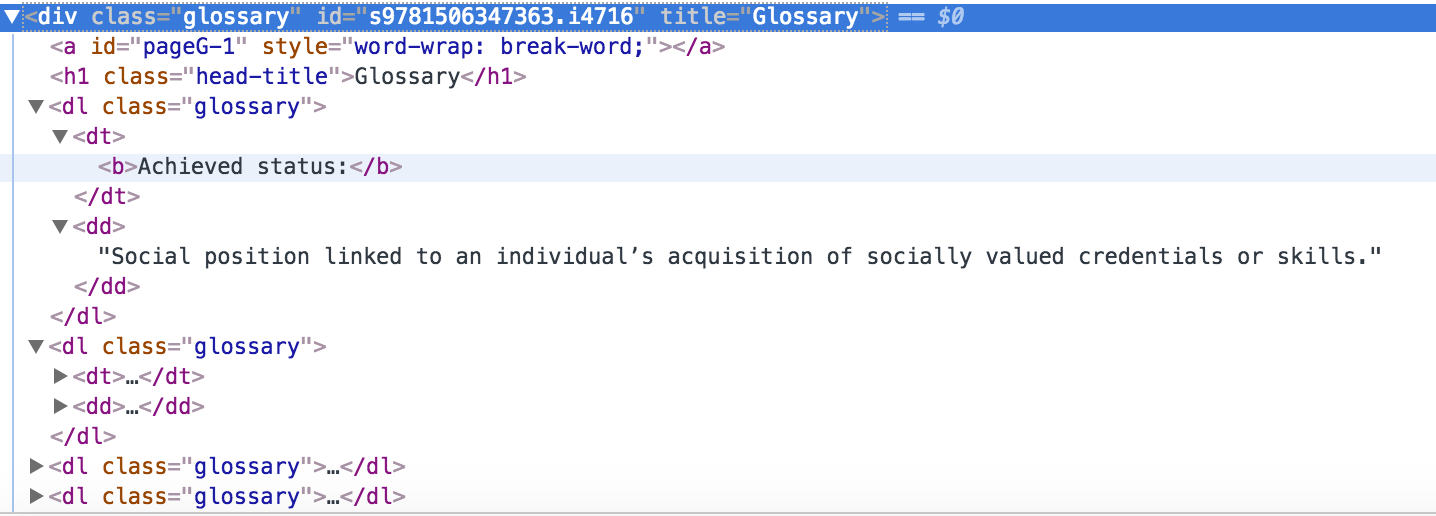 ▼<div class="glossary" id="s9781506347363.i4716" title="Glossary"> == $0
<a id="pageG-1" style="word-wrap: break-word;"></a>
<h1 class="head-title">Glossary</h1>
▼<dl class="glossary">
▼<dt>
<b>Achieved status:</b>
</dt>
▼<dd>
"Social position linked to an individual’s acquisition of socially valued credentials or skills."
</dd>
</dl>
▼<dl class="glossary">
▶<dt>…</dt>
▶<dd>…</dd>
</dl>
▶<dl class="glossary">…</dl>
▶<dl class="glossary">…</dl>